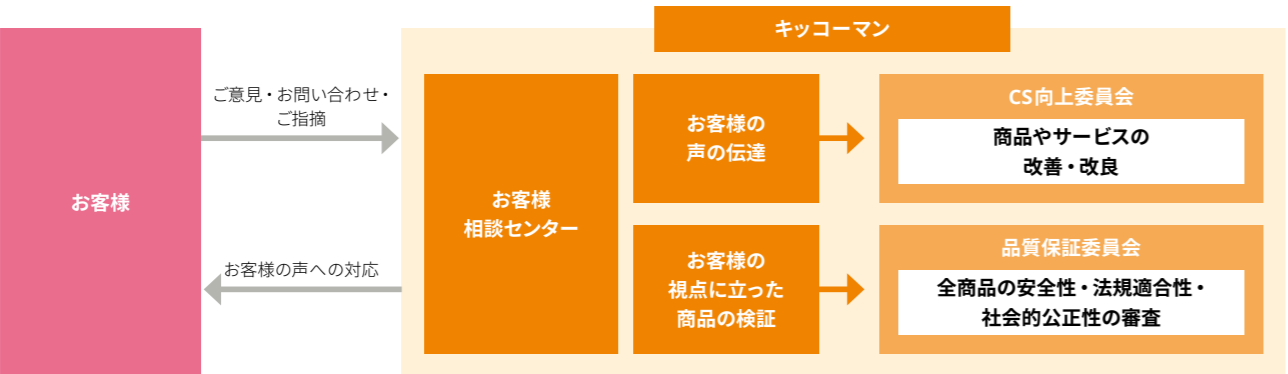 キッコーマン
お客様
ご意見・お問い合わせ・
ご指摘
お客様の声への対応
お客様
相談センター
お客様の
声の伝達
CS向上委員会
商品やサービスの
改善・改良
お客様の
視点に立った
商品の検証
品質保証委員会
全商品の安全性・法規適合性・
社会的公正性の審査